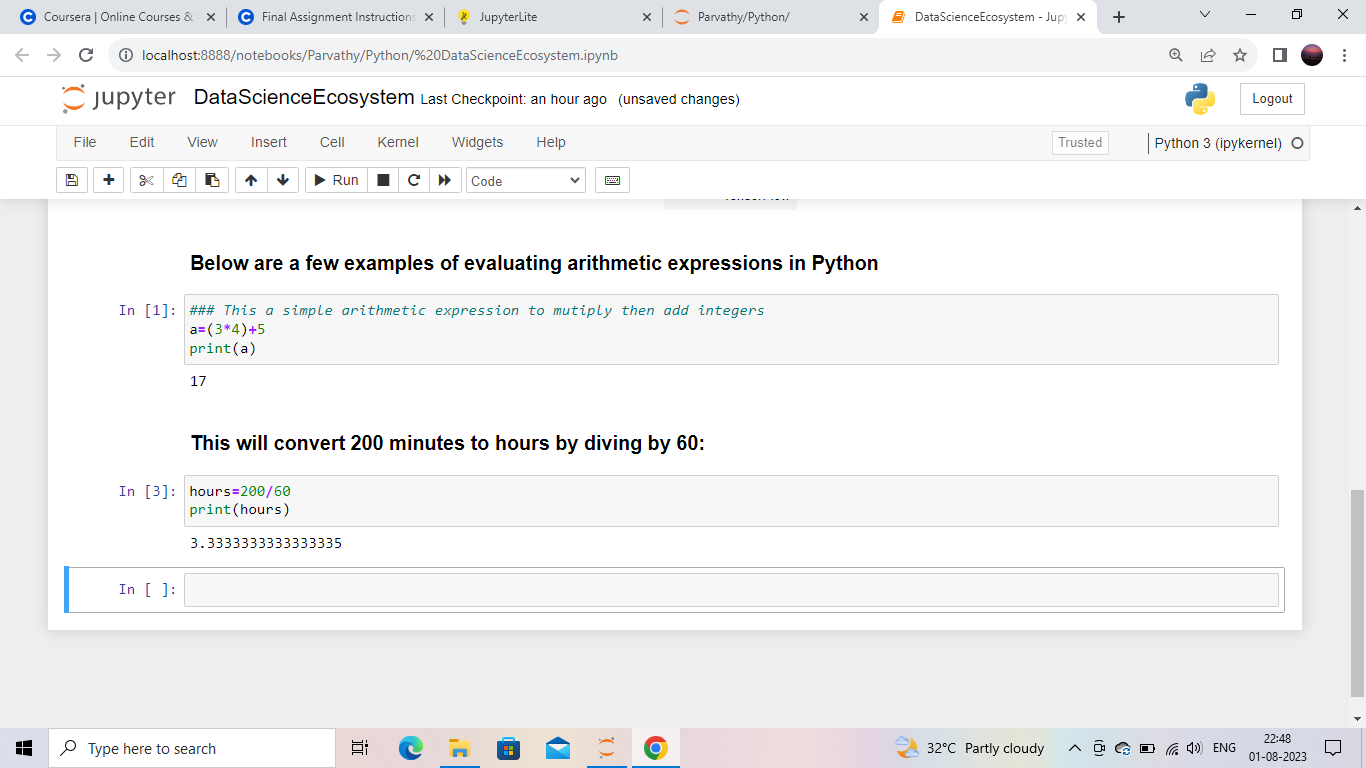 Coursera | Online Courses &
Final Assignment Instructions
JupyterLite
Parvathy/Python/
DataScienceEcosystem - Jupy
localhost:8888/notebooks/Parvathy/Python/%20DataScienceEcosystem.ipynb
jupyter DataScienceEcosystem Last Checkpoint: an hour ago (unsaved changes)
Logout
File Edit View Insert Cell Kernel Widgets Help
Trusted
Python 3 (ipykernel)
Run
Code
Below are a few examples of evaluating arithmetic expressions in Python
In [1]:
### This a simple arithmetic expression to mutiply then add integers
a=(3*4)+5
print(a)
17
This will convert 200 minutes to hours by diving by 60:
In [3]:
hours=200/60
print(hours)
3.3333333333333335
In [ ]:
Type here to search
32°C Partly cloudy
ENG
22:48
01-08-2023